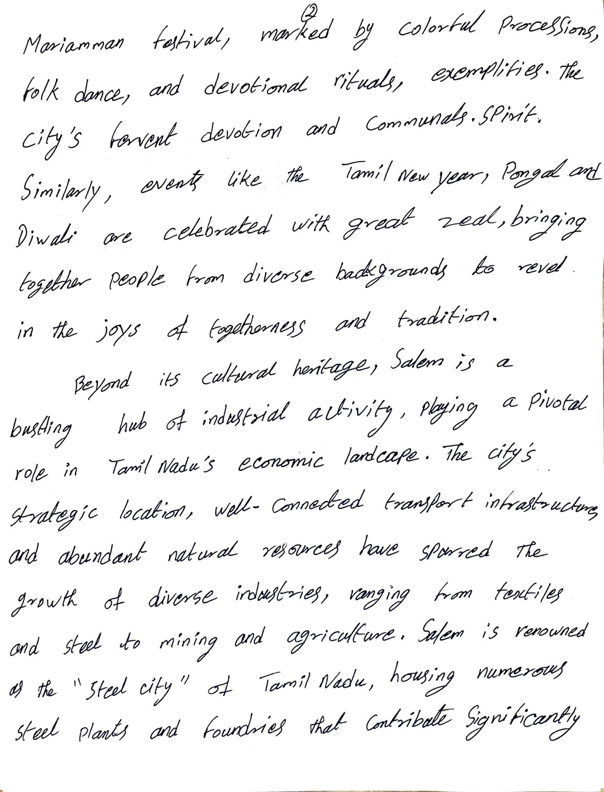 ②
Mariamman festival, marked by colorful Processions,
folk dance, and devotional rituals, exemplifies. The
city's fervent devotion and Communals. Spirit.
Similarly, events like the Tamil New year, Pongal and
Diwali are celebrated with great zeal, bringing
together people from diverse backgrounds to revel.
in the joys of togetherness and tradition.
Beyond its cultural heritage, Salem is a
bustling hub of industrial activity, playing a Pivotal
role in Tamil Nadu's economic landcape. The city's
strategic location, well-Connected transport infrastructure,
and abundant natural resources have sparred The
growth of diverse industries, ranging from textiles
and steel to mining and agriculture. Salem is renowned
as the "Steel city" of Tamil Nadu, housing numerous
steel plants and foundries that Contribute Significantly